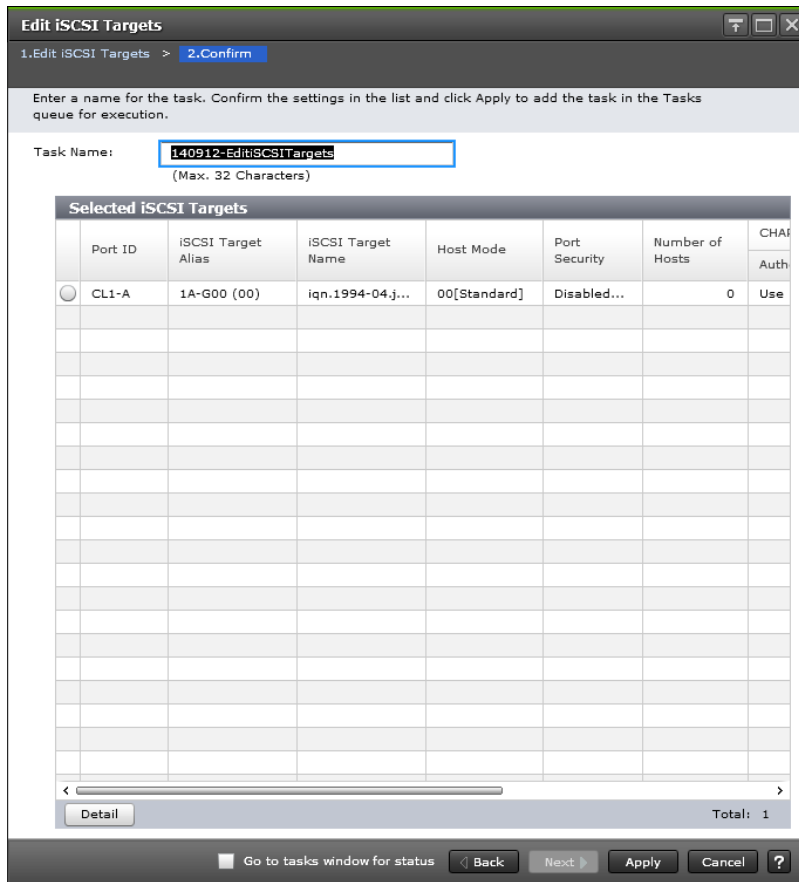 Edit iSCSI Targets
1.Edit iSCSI Targets > 2.Confirm
Enter a name for the task. Confirm the settings in the list and click Apply to add the task in the Tasks
queue for execution.
Task Name: 140912-EditiSCSITargets
(Max. 32 Characters)
Selected iSCSI Targets
Port ID iSCSI Target Alias iSCSI Target Name Host Mode Port Security Number of Hosts CHAP
Auth
CL1-A 1A-G00 (00) iqn.1994-04.j... 00[Standard] Disabled... 0 Use
Detail Total: 1
Go to tasks window for status Back Next Apply Cancel ?